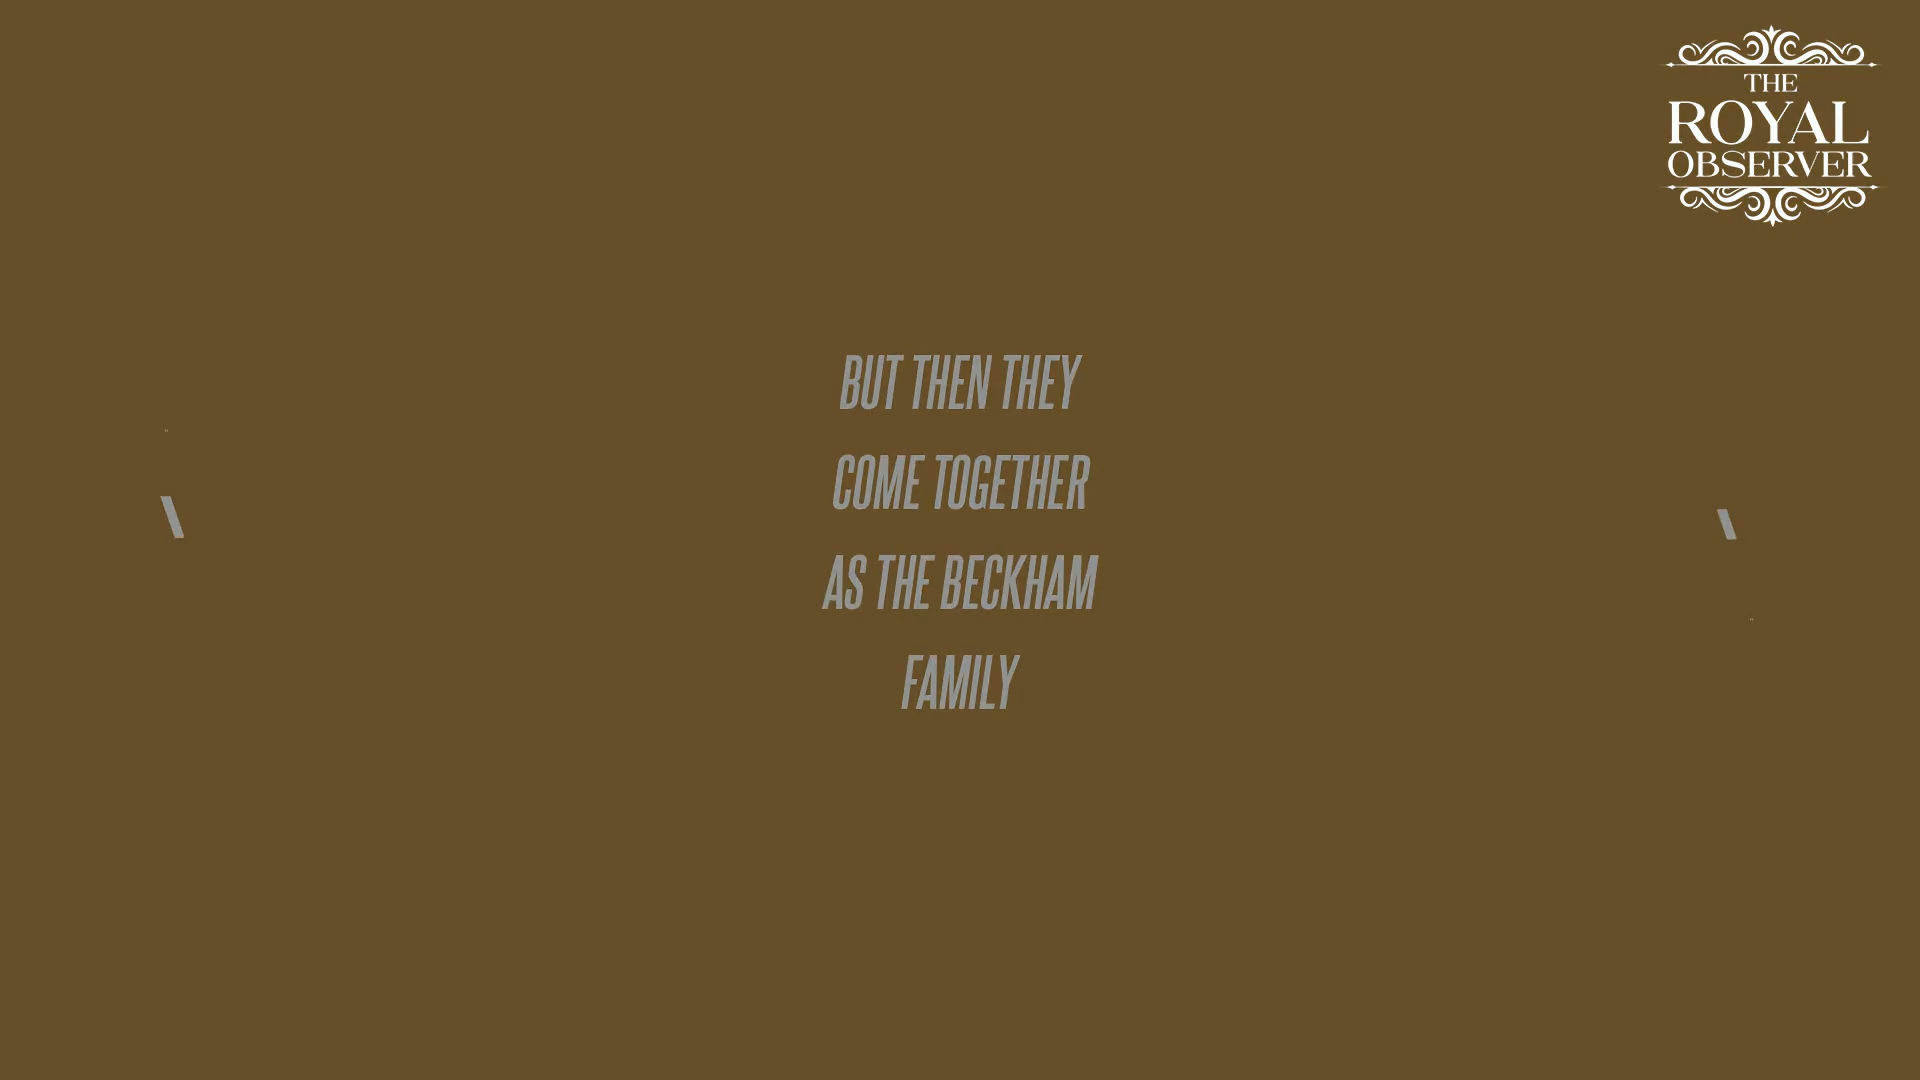 THE
ROYAL
OBSERVER
BUT THEN THEY
COME TOGETHER
AS THE BECKHAM
FAMILY